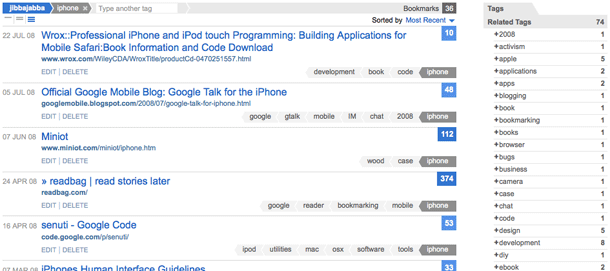 jibbajabba iphone × Type another tag Bookmarks 36
Sorted by Most Recent
22 JUL 08 Wrox::Professional iPhone and iPod touch Programming: Building Applications for 10
Mobile Safari:Book Information and Code Download
www.wrox.com/WileyCDA/WroxTitle/productCd-0470251557.html
EDIT | DELETE
development book code iphone
05 JUL 08 Official Google Mobile Blog: Google Talk for the iPhone 48
googlemobile.blogspot.com/2008/07/google-talk-for-iphone.html
EDIT | DELETE
google gtalk mobile IM chat 2008 iphone
07 JUN 08 Miniot 112
www.miniot.com/miniot/iphone.htm
EDIT | DELETE
wood case iphone
24 APR 08 » readbag | read stories later 374
readbag.com/
EDIT | DELETE
google reader bookmarking mobile iphone
16 APR 08 senuti - Google Code 53
code.google.com/p/senuti/
EDIT | DELETE
ipod utilities mac osx software tools iphone
07 MAR 08 iPhones Human Interface Guidelines 33
Tags
Related Tags 74
+2008 1
+activism 1
+apple 5
+applications 2
+apps 2
+blogging 1
+book 1
+bookmarking 1
+books 1
+browser 1
+bugs 1
+business 1
+camera 1
+case 1
+chat 1
+code 1
+design 5
+development 8
+diy 1
+ebook 2